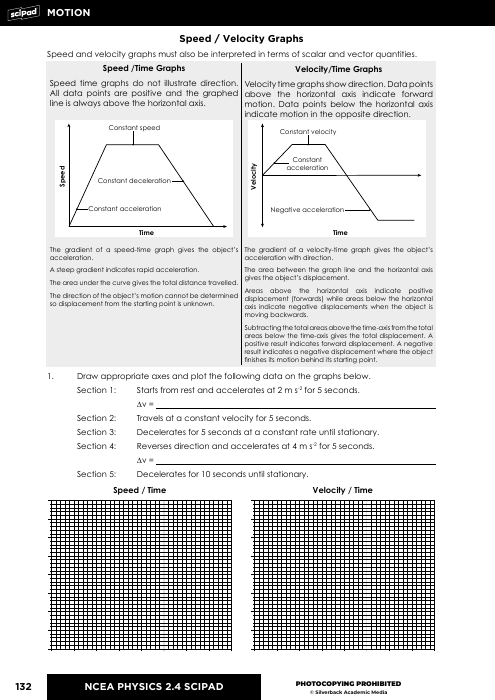 scipad MOTION
Speed / Velocity Graphs
Speed and velocity graphs must also be interpreted in terms of scalar and vector quantities.
Speed /Time Graphs
Speed time graphs do not illustrate direction.
All data points are positive and the graphed
line is always above the horizontal axis.
Constant speed
Speed
Constant deceleration
Constant acceleration
Time
The gradient of a speed-time graph gives the object's
acceleration.
A steep gradient indicates rapid acceleration.
The area under the curve gives the total distance travelled.
The direction of the object's motion cannot be determined
so displacement from the starting point is unknown.
Velocity/Time Graphs
Velocity time graphs show direction. Data points
above the horizontal axis indicate forward
motion. Data points below the horizontal axis
indicate motion in the opposite direction.
Constant velocity
Velocity
Constant
acceleration
Negative acceleration
Time
The gradient of a velocity-time graph gives the object's
acceleration with direction.
The area between the graph line and the horizontal axis
gives the object's displacement.
Areas above the horizontal axis indicate positive
displacement (forwards) while areas below the horizontal
axis indicate negative displacements when the object is
moving backwards.
Subtracting the total areas above the time-axis from the total
areas below the time-axis gives the total displacement. A
positive result indicates forward displacement. A negative
result indicates a negative displacement where the object
finishes its motion behind its starting point.
1. Draw appropriate axes and plot the following data on the graphs below.
Section 1: Starts from rest and accelerates at 2 m s⁻² for 5 seconds.
Δv =
Section 2: Travels at a constant velocity for 5 seconds.
Section 3: Decelerates for 5 seconds at a constant rate until stationary.
Section 4: Reverses direction and accelerates at 4 m s⁻² for 5 seconds.
Δv =
Section 5: Decelerates for 10 seconds until stationary.
Speed / Time
Velocity / Time
132 NCEA PHYSICS 2.4 SCIPAD
PHOTOCOPYING PROHIBITED
© Silverback Academic Media